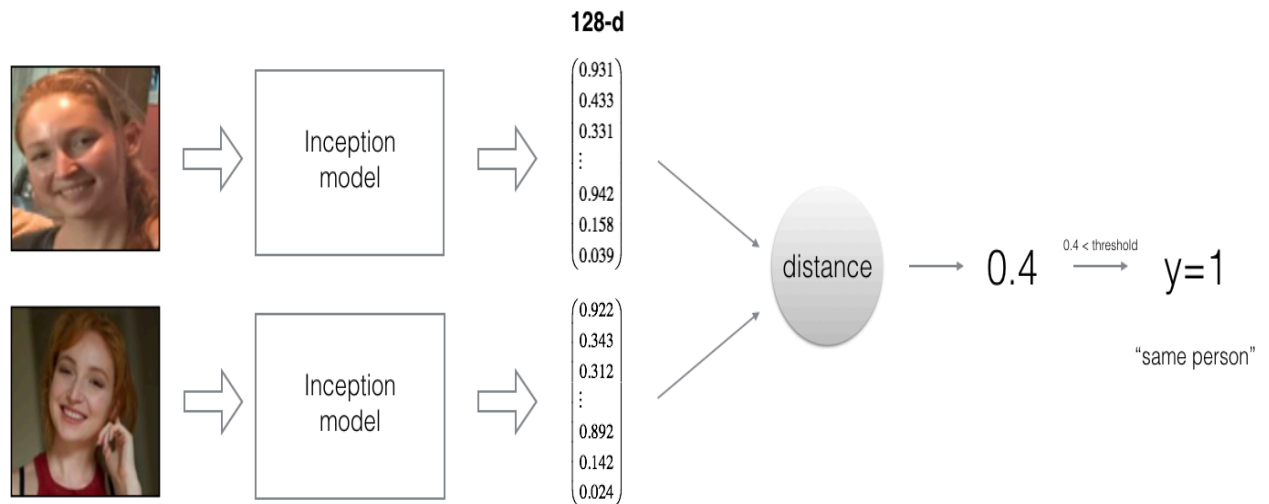 128-d
Inception
model
0.931
0.433
0.331
⋮
0.942
0.158
0.039
Inception
model
0.922
0.343
0.312
⋮
0.892
0.142
0.024
distance
0.4
0.4 < threshold
y=1
“same person”